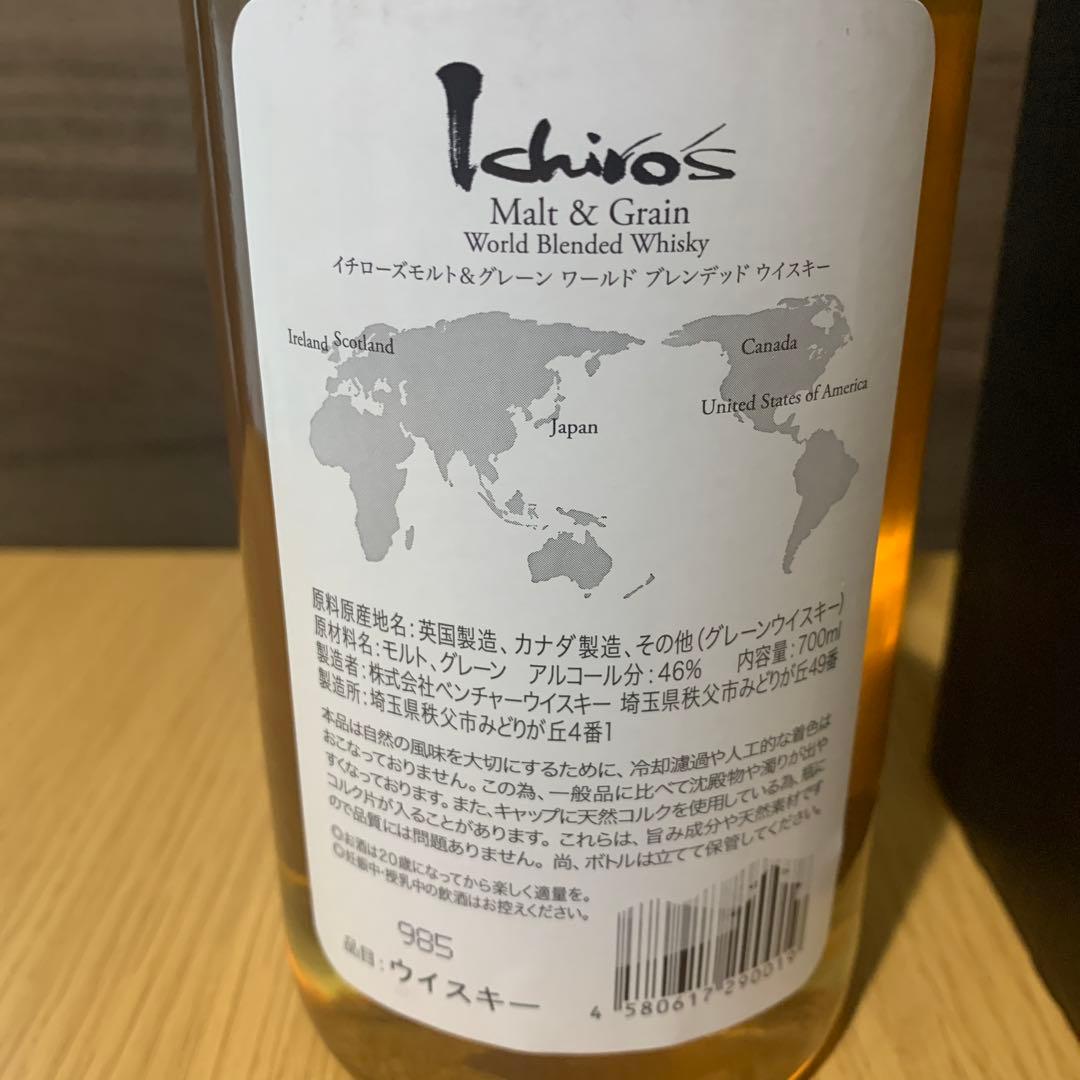 Ichiro's
Malt & Grain
World Blended Whisky
イチローズモルト&グレーン ワールド ブレンデッド ウイスキー
Ireland Scotland
Canada
United States of America
Japan
原料原産地名:英国製造、カナダ製造、その他(グレーンウイスキー)
原材料名:モルト、グレーン アルコール分:46% 内容量:700ml
製造者:株式会社ベンチャーウイスキー 埼玉県秩父市みどりが丘49番
製造所:埼玉県秩父市みどりが丘4番1
本品は自然の風味を大切にするために、冷却濾過や人工的な着色は
おこなっておりません。この為、一般品に比べて沈殿物や濁りが出や
すくなっております。また、キャップに天然コルクを使用している為、瓶に
コルク片が入ることがあります。これらは、旨み成分や天然素材です
ので品質には問題ありません。尚、ボトルは立てて保管してください。
◎お酒は20歳になってから楽しく適量を。
◎妊娠中・授乳中の飲酒はお控えください。
985
品目:ウイスキー
4 580617 290019